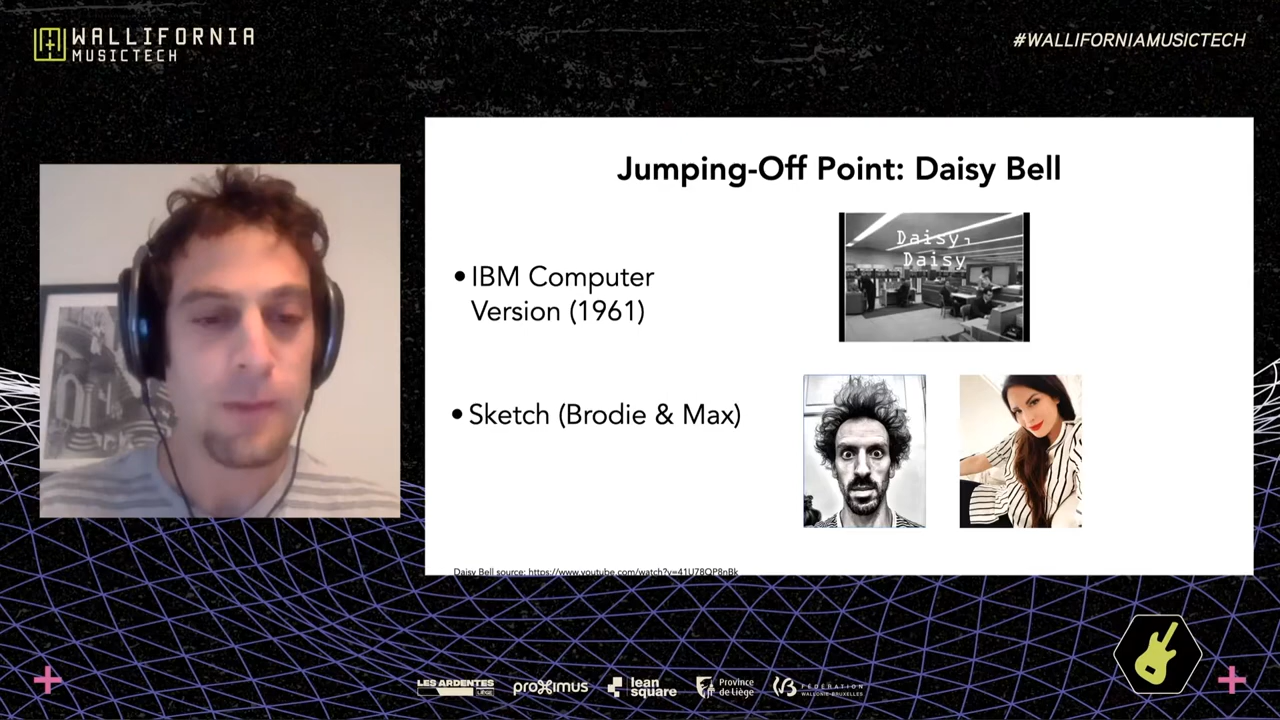 WALLIFORNIA
MUSICTECH
#WALLIFORNIAMUSICTECH
Jumping-Off Point: Daisy Bell
Daisy,
Daisy
• IBM Computer
Version (1961)
• Sketch (Brodie & Max)
Daisy Bell source: https://www.youtube.com/watch?v=41U78QP8nBk
LES ARDENTES
LIÈGE
proximus
lean
square
Province
de Liège
FÉDÉRATION
WALLONIE-BRUXELLES